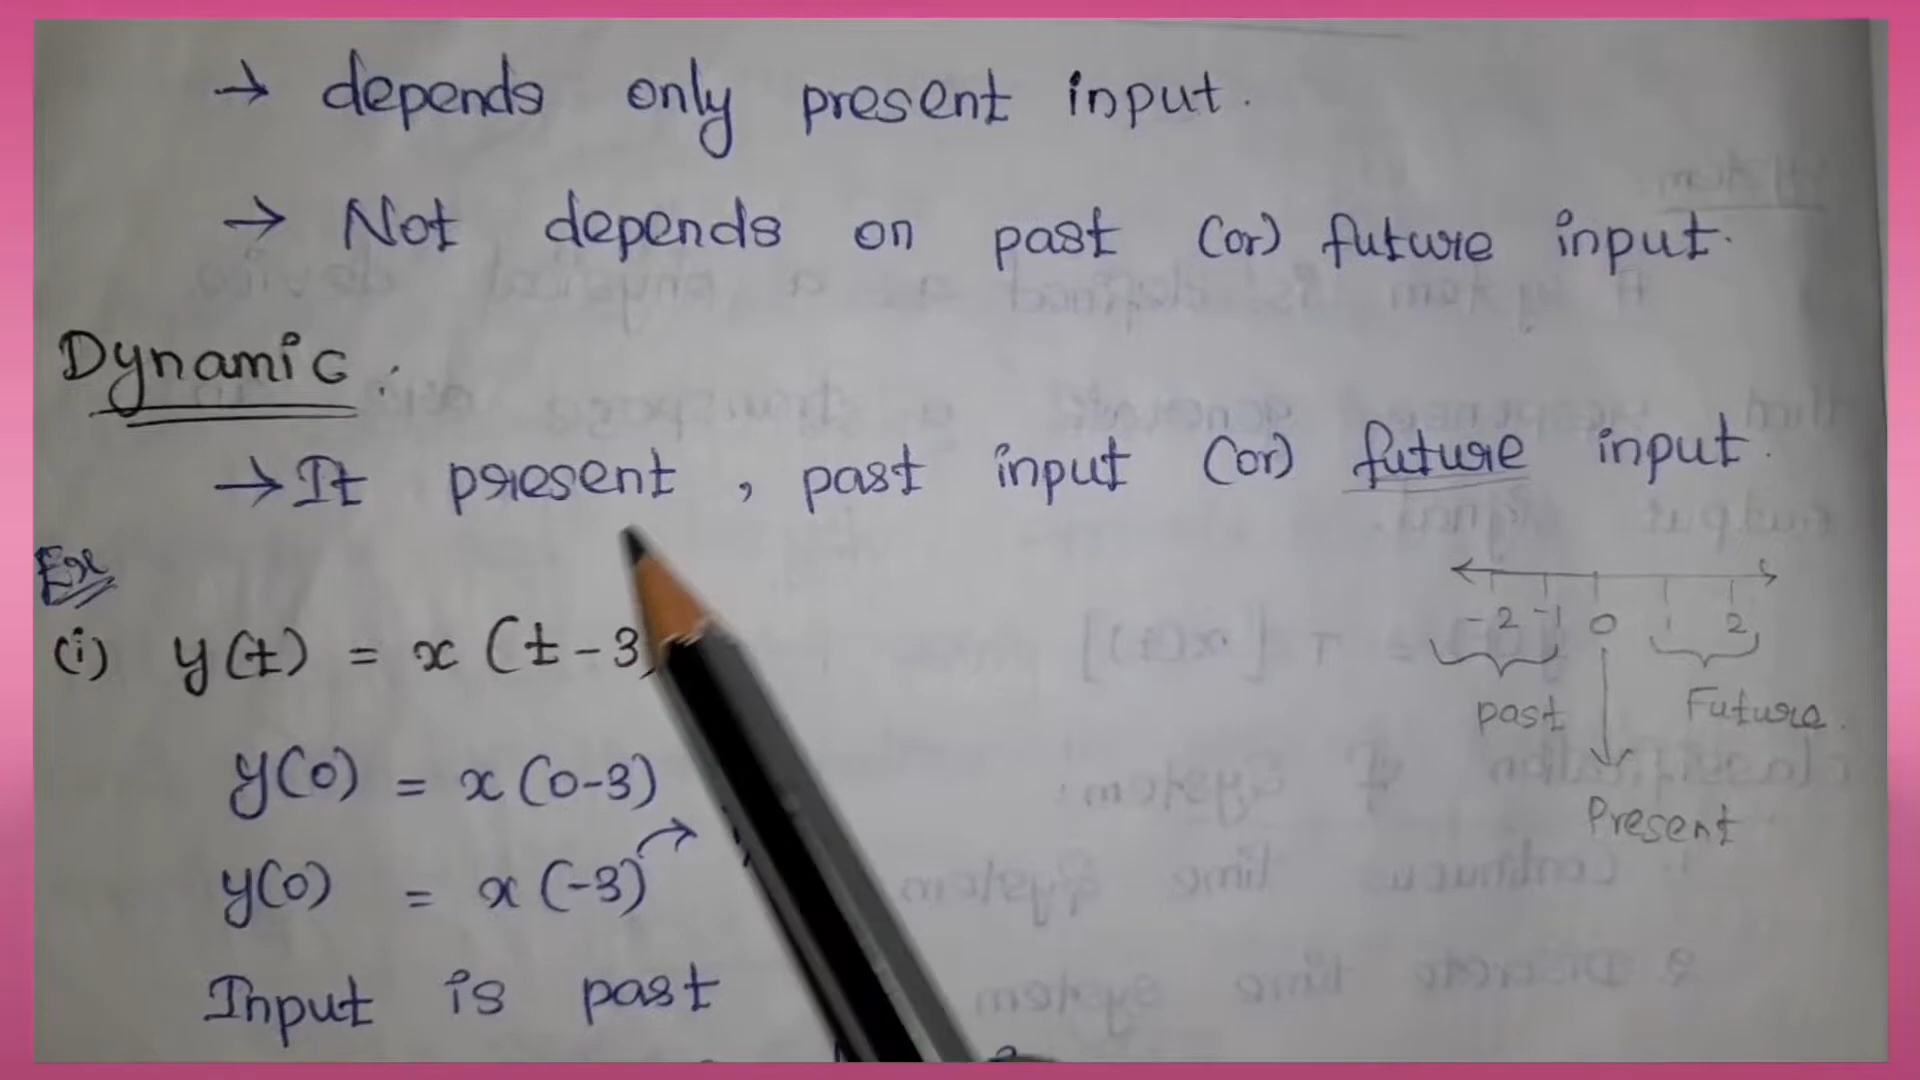 → depends only present input.
→ Not depends on past (or) future input.
Dynamic:
→ It present, past input (or) future input.
Ex
(i) y(t) = x(t-3
-2 -1 0 1 2
past
Future.
Present
y(0) = x(0-3)
y(0) = x(-3)
Input is past